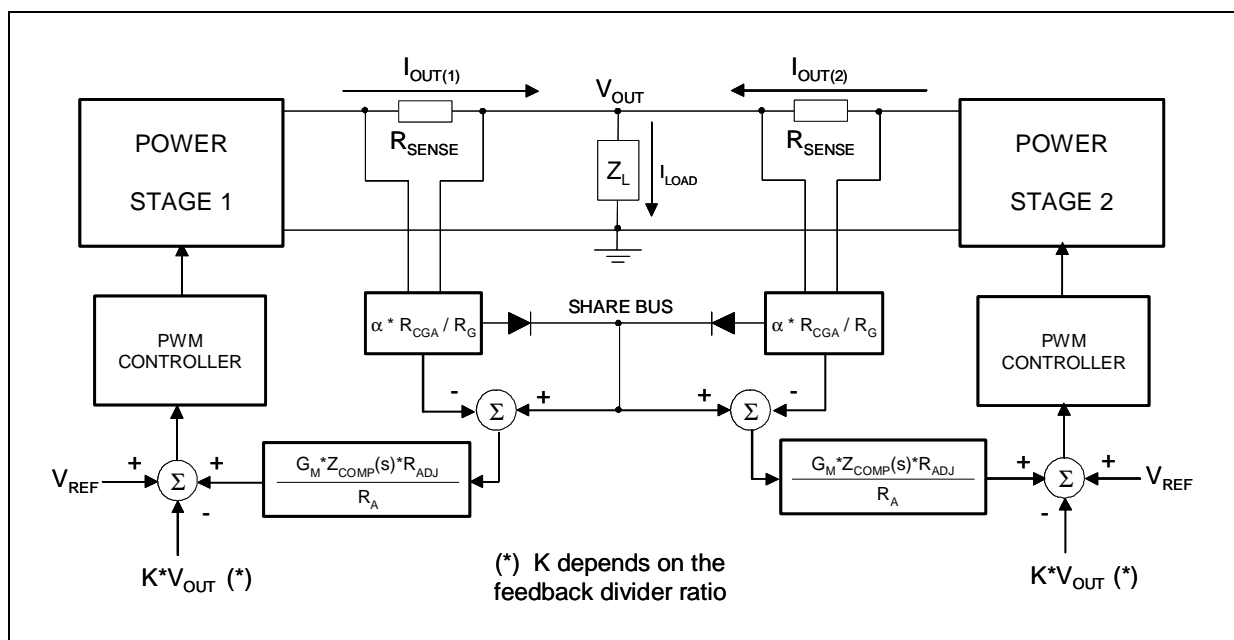 I_OUT(1)
I_OUT(2)
V_OUT
POWER
STAGE 1
R_SENSE
Z_L
I_LOAD
R_SENSE
POWER
STAGE 2
PWM
CONTROLLER
α * R_CGA / R_G
SHARE BUS
α * R_CGA / R_G
PWM
CONTROLLER
-
+
+
-
Σ
Σ
V_REF
+
+
-
Σ
G_M*Z_COMP(s)*R_ADJ
R_A
G_M*Z_COMP(s)*R_ADJ
R_A
+
+
-
Σ
V_REF
K*V_OUT (*)
(*) K depends on the
feedback divider ratio
K*V_OUT (*)